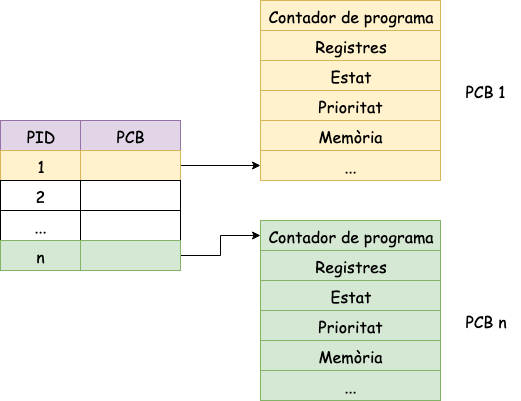 Contador de programa
Registres
Estat
Prioritat
Memòria
...
PCB 1
PID PCB
1
2
...
n
Contador de programa
Registres
Estat
Prioritat
Memòria
...
PCB n